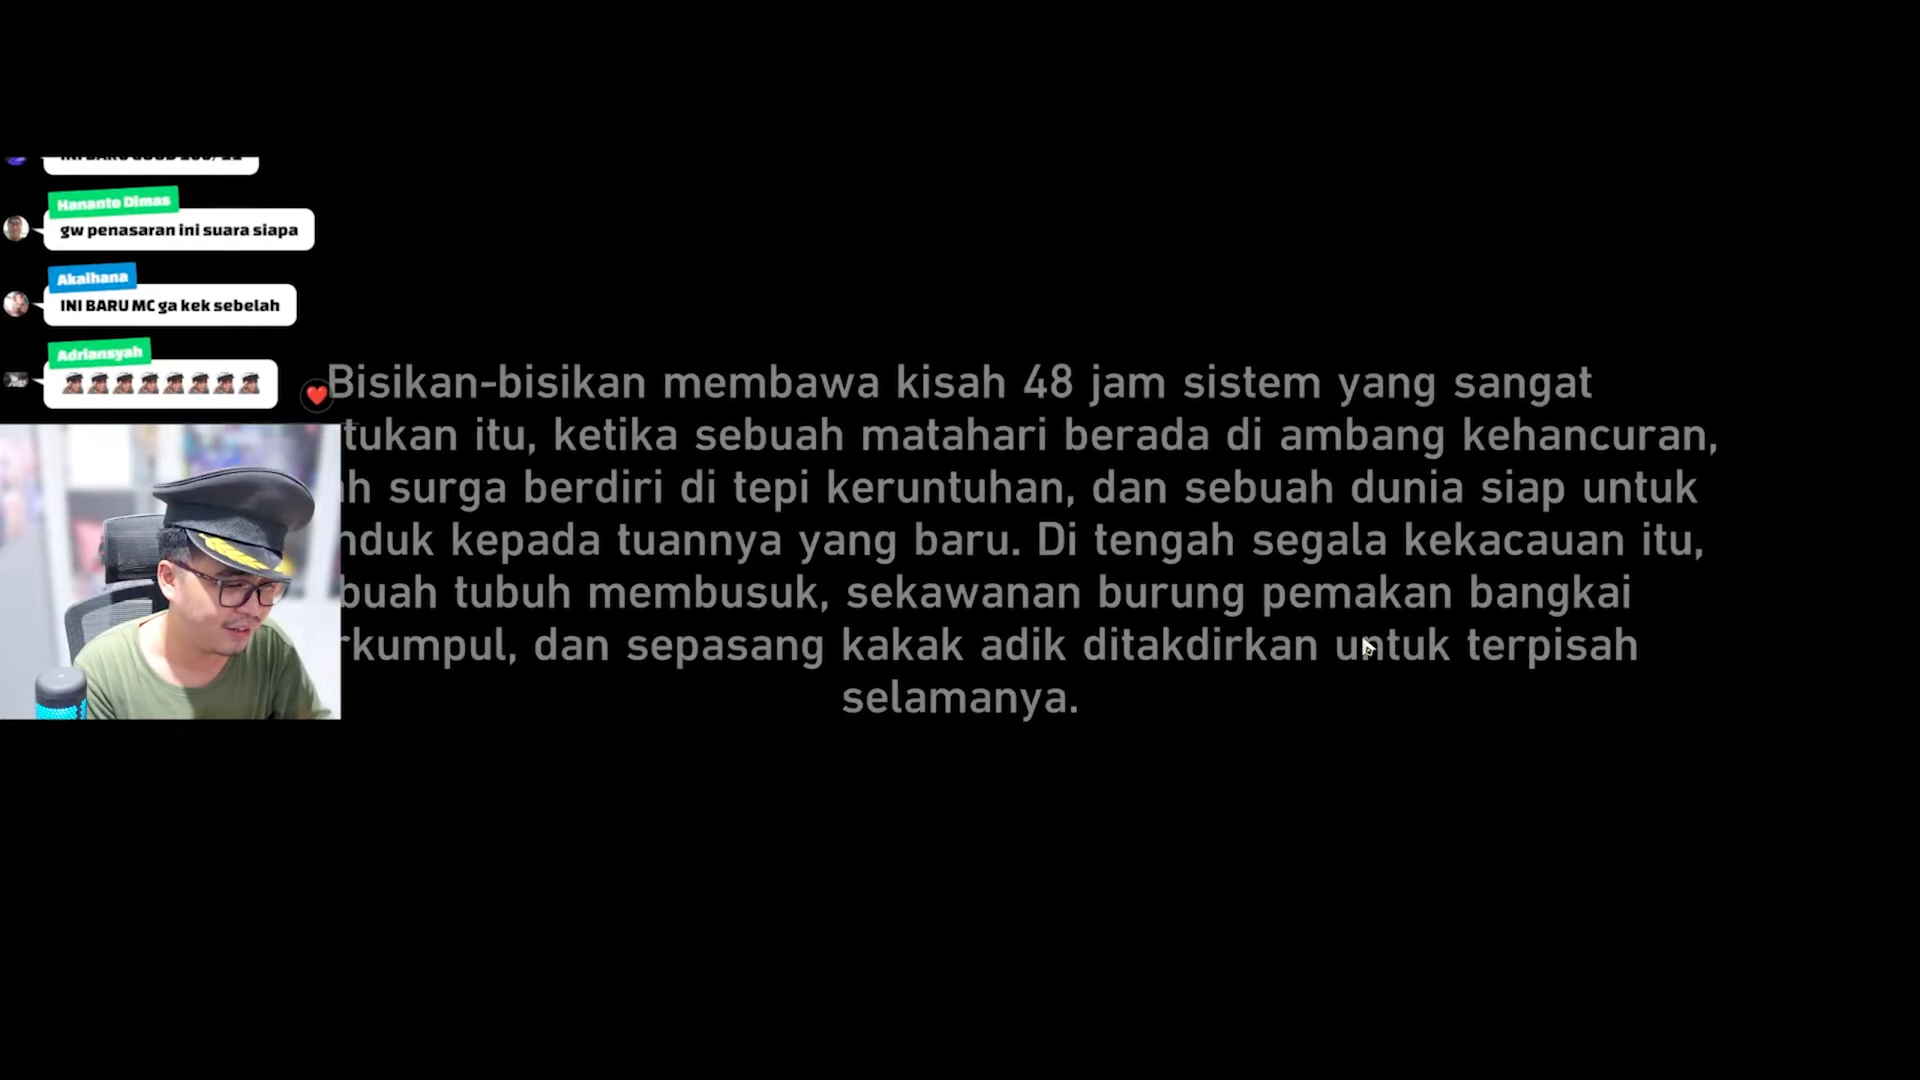 Hananto Dimas
gw penasaran ini suara siapa
Akaihana
INI BARU MC ga kek sebelah
Adriansyah
Bisikan-bisikan membawa kisah 48 jam sistem yang sangat
tukan itu, ketika sebuah matahari berada di ambang kehancuran,
ah surga berdiri di tepi keruntuhan, dan sebuah dunia siap untuk
nduk kepada tuannya yang baru. Di tengah segala kekacauan itu,
buah tubuh membusuk, sekawanan burung pemakan bangkai
rkumpul, dan sepasang kakak adik ditakdirkan untuk terpisah
selamanya.